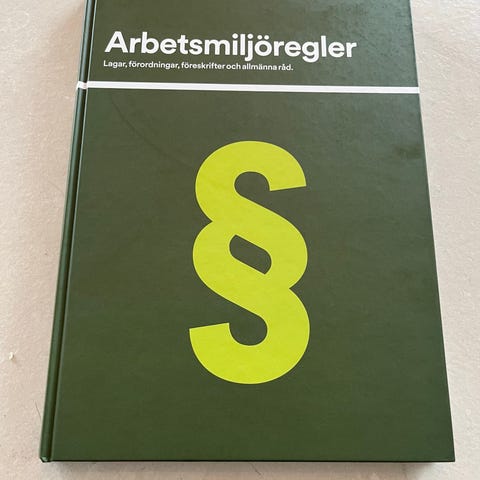 Arbetsmiljöregler
Lagar, förordningar, föreskrifter och allmänna råd.
§